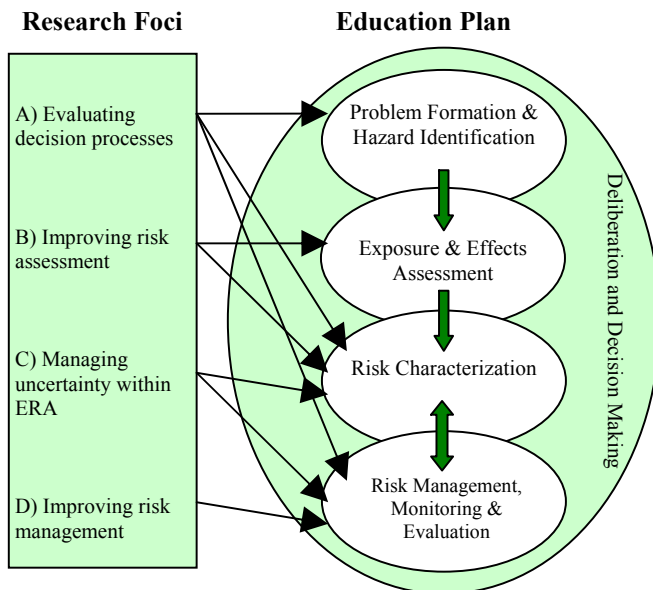 Research Foci
Education Plan
A) Evaluating
decision processes
B) Improving risk
assessment
C) Managing
uncertainty within
ERA
D) Improving risk
management
Problem Formation &
Hazard Identification
Exposure & Effects
Assessment
Risk Characterization
Risk Management,
Monitoring &
Evaluation
Deliberation and Decision Making